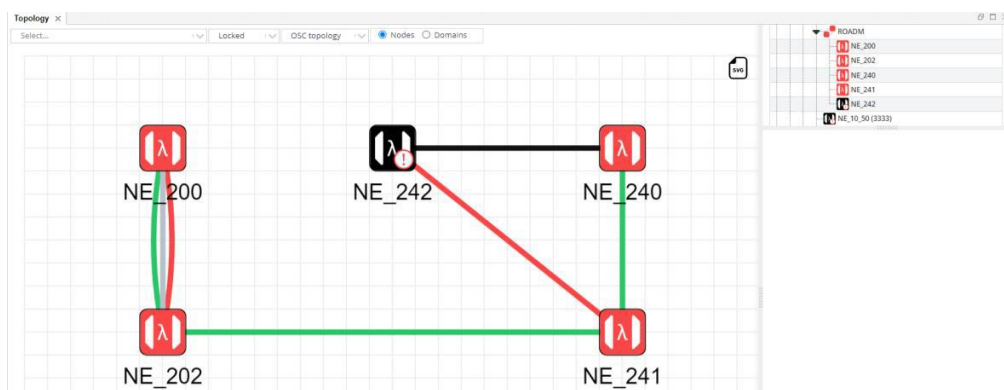 Topology ×
Select... Locked OSC topology Nodes Domains
SVG
λ λ λ
!
NE_200 NE_242 NE_240
λ λ
NE_202 NE_241
ROADM
NE_200
NE_202
NE_240
NE_241
NE_242
NE_10_50 (3333)